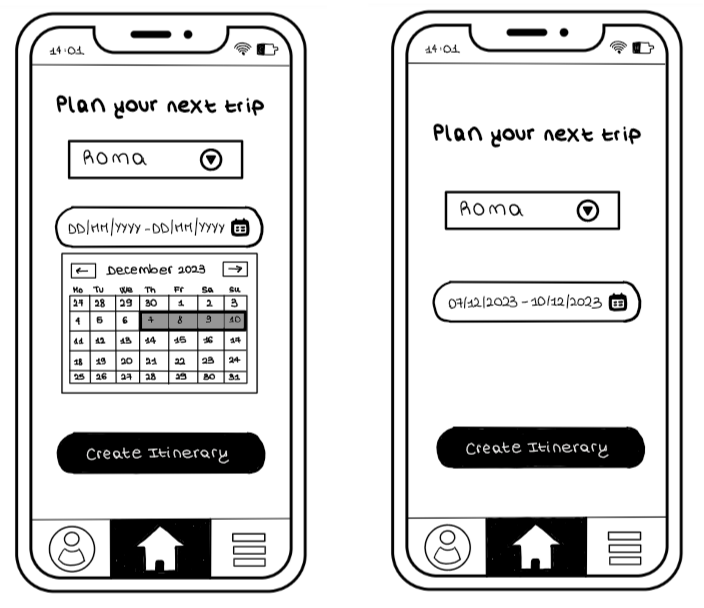 14:01
Plan your next trip
Roma
DD/MM/YYYY - DD/MM/YYYY
December 2023
Mo Tu We Th Fr Sa Su
27 28 29 30 1 2 3
4 5 6 7 8 9 10
11 12 13 14 15 16 17
18 19 20 21 22 23 24
25 26 27 28 29 30 31
Create Itinerary
14:01
Plan your next trip
Roma
07/12/2023 - 10/12/2023
Create Itinerary